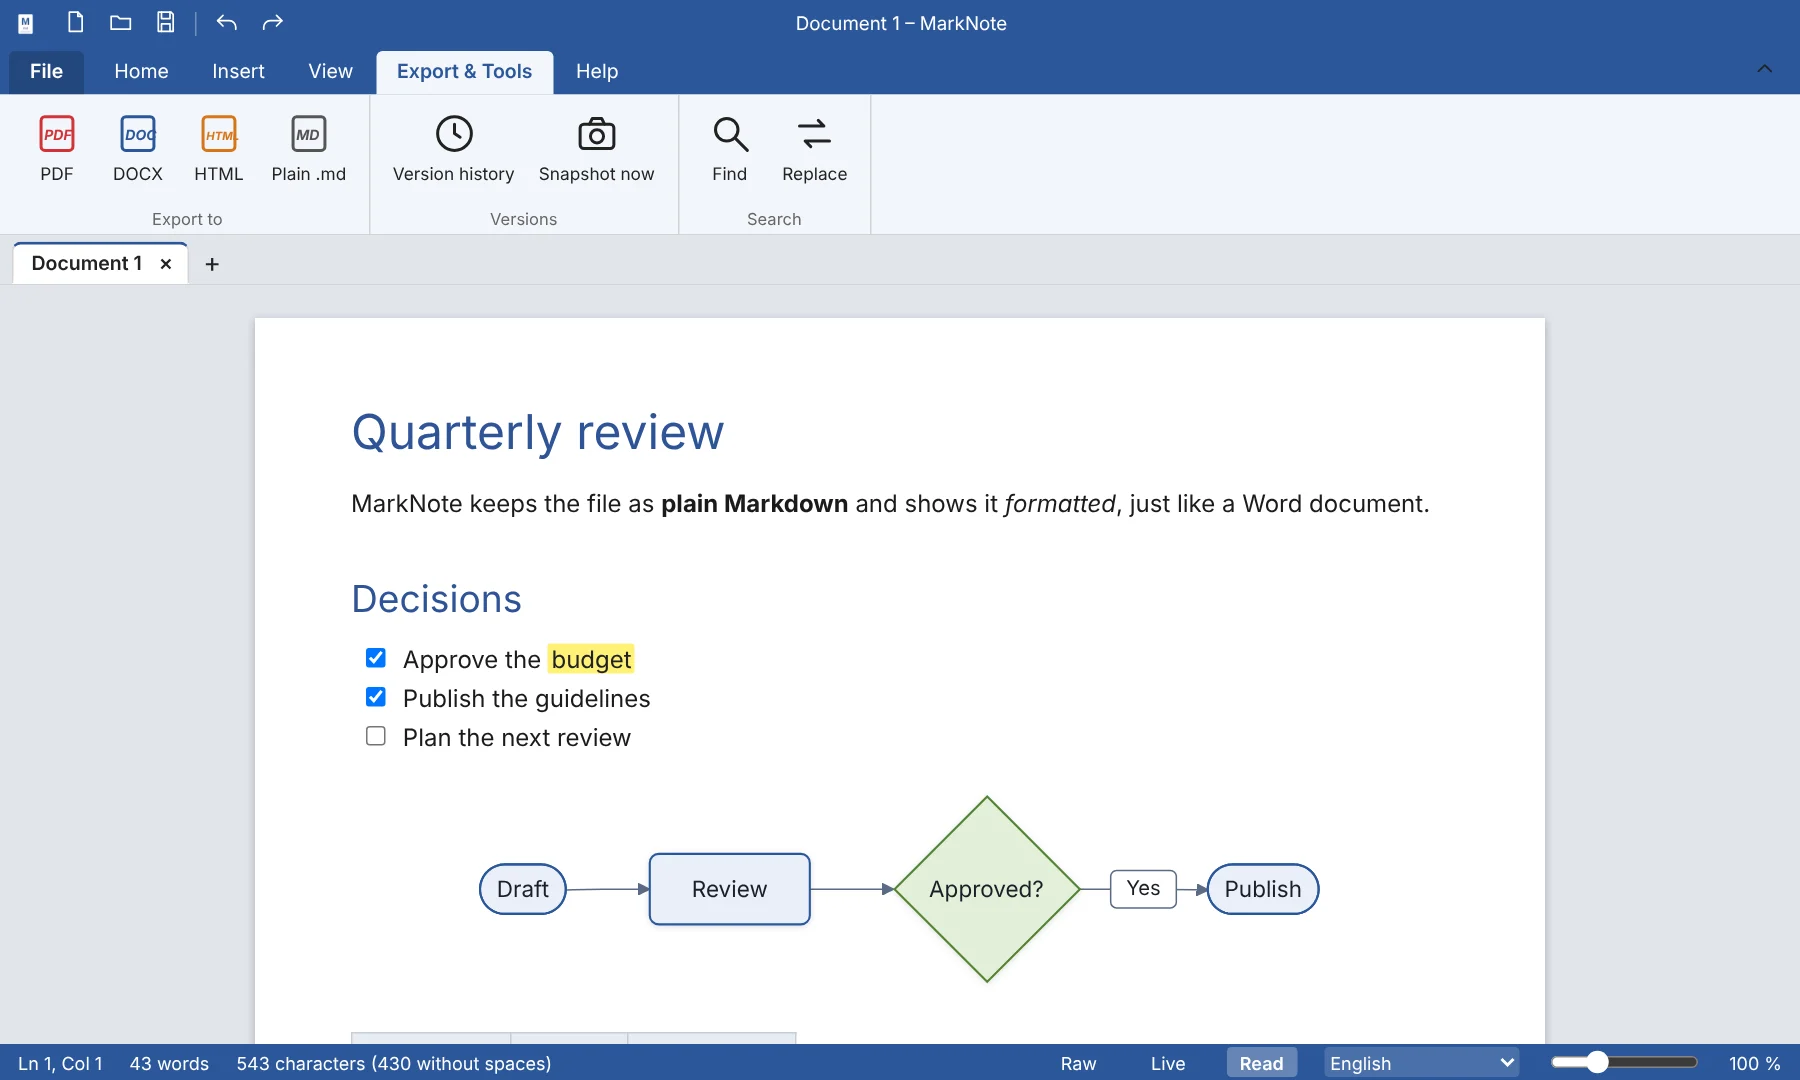 M
Document 1 – MarkNote
File Home Insert View Export & Tools Help
PDF DOC HTML MD
PDF DOCX HTML Plain .md Version history Snapshot now Find Replace
Export to Versions Search
Document 1 × +
Quarterly review
MarkNote keeps the file as plain Markdown and shows it formatted, just like a Word document.
Decisions
Approve the budget
Publish the guidelines
Plan the next review
Draft Review Approved? Yes Publish
Ln 1, Col 1 43 words 543 characters (430 without spaces) Raw Live Read English 100 %